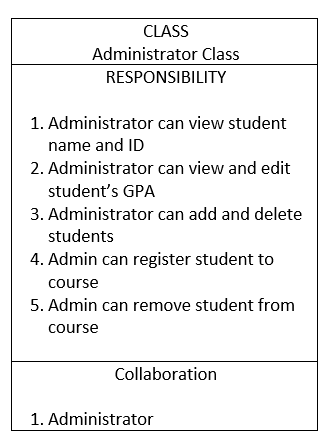 CLASS
Administrator Class
RESPONSIBILITY
1. Administrator can view student
name and ID
2. Administrator can view and edit
student’s GPA
3. Administrator can add and delete
students
4. Admin can register student to
course
5. Admin can remove student from
course
Collaboration
1. Administrator